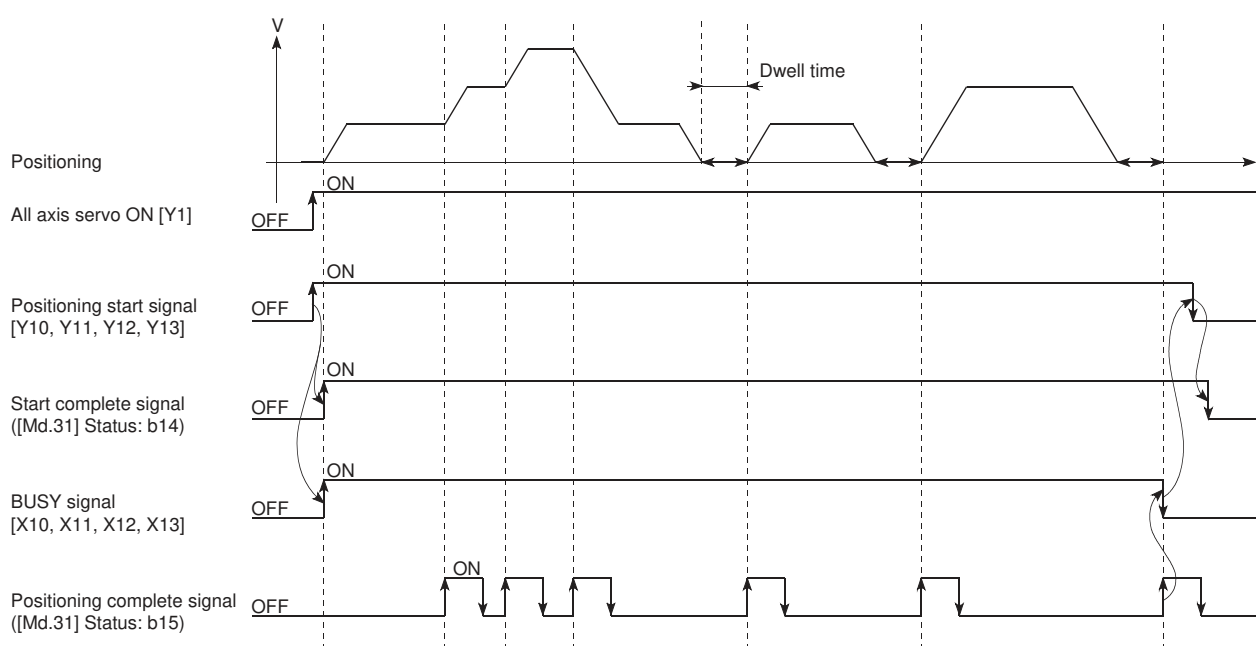 V
Dwell time
Positioning
ON
All axis servo ON [Y1]
OFF
ON
Positioning start signal
[Y10, Y11, Y12, Y13]
OFF
ON
Start complete signal
([Md.31] Status: b14)
OFF
ON
BUSY signal
[X10, X11, X12, X13]
OFF
ON
Positioning complete signal
([Md.31] Status: b15)
OFF